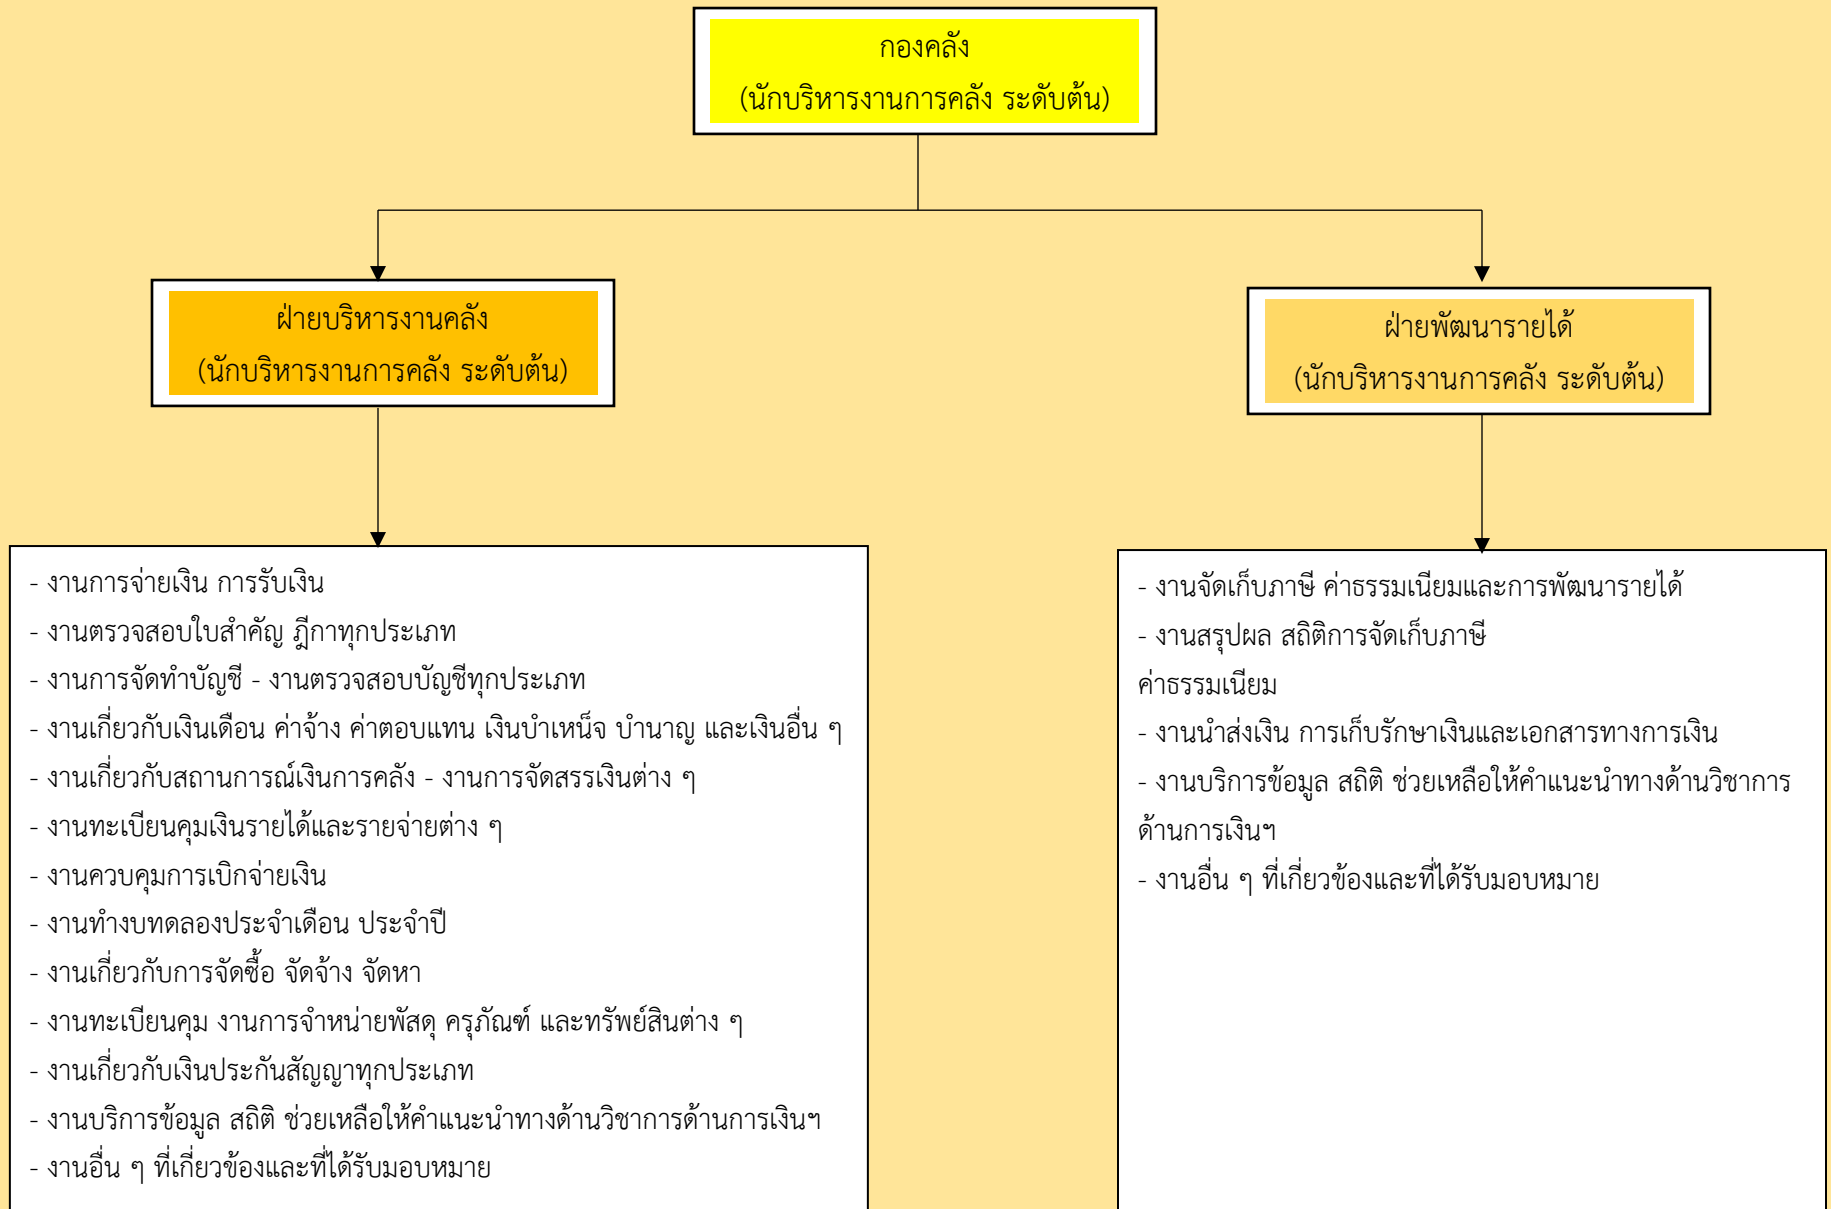 กองคลัง
(นักบริหารงานการคลัง ระดับต้น)
ฝ่ายบริหารงานคลัง
(นักบริหารงานการคลัง ระดับต้น)
ฝ่ายพัฒนารายได้
(นักบริหารงานการคลัง ระดับต้น)
- งานการจ่ายเงิน การรับเงิน
- งานตรวจสอบใบสำคัญ ฎีกาทุกประเภท
- งานการจัดทำบัญชี - งานตรวจสอบบัญชีทุกประเภท
- งานเกี่ยวกับเงินเดือน ค่าจ้าง ค่าตอบแทน เงินบำเหน็จ บำนาญ และเงินอื่น ๆ
- งานเกี่ยวกับสถานการณ์เงินการคลัง - งานการจัดสรรเงินต่าง ๆ
- งานทะเบียนคุมเงินรายได้และรายจ่ายต่าง ๆ
- งานควบคุมการเบิกจ่ายเงิน
- งานทำงบทดลองประจำเดือน ประจำปี
- งานเกี่ยวกับการจัดซื้อ จัดจ้าง จัดหา
- งานทะเบียนคุม งานการจำหน่ายพัสดุ ครุภัณฑ์ และทรัพย์สินต่าง ๆ
- งานเกี่ยวกับเงินประกันสัญญาทุกประเภท
- งานบริการข้อมูล สถิติ ช่วยเหลือให้คำแนะนำทางด้านวิชาการด้านการเงินฯ
- งานอื่น ๆ ที่เกี่ยวข้องและที่ได้รับมอบหมาย
- งานจัดเก็บภาษี ค่าธรรมเนียมและการพัฒนารายได้
- งานสรุปผล สถิติการจัดเก็บภาษี
ค่าธรรมเนียม
- งานนำส่งเงิน การเก็บรักษาเงินและเอกสารทางการเงิน
- งานบริการข้อมูล สถิติ ช่วยเหลือให้คำแนะนำทางด้านวิชาการ
ด้านการเงินฯ
- งานอื่น ๆ ที่เกี่ยวข้องและที่ได้รับมอบหมาย